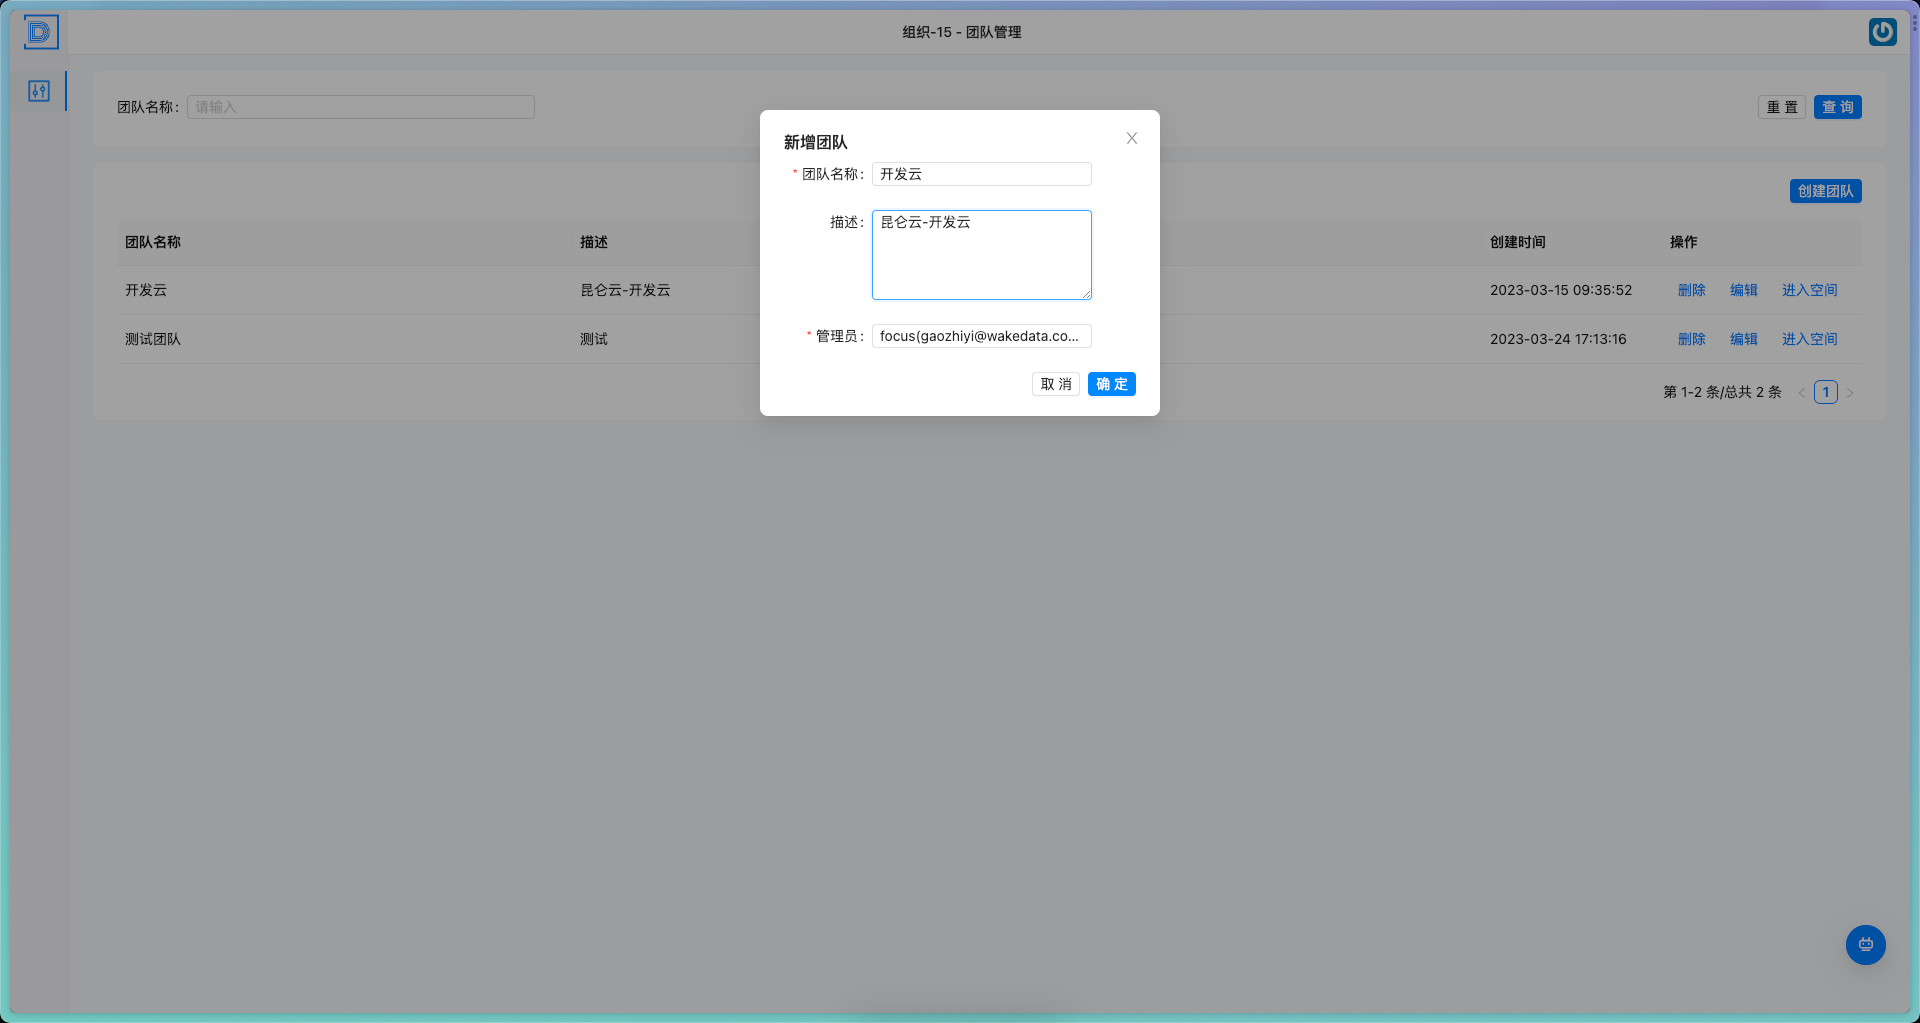 组织-15 - 团队管理
团队名称: 请输入 重 置 查 询
创建团队
团队名称 描述 创建时间 操作
开发云 昆仑云-开发云 2023-03-15 09:35:52 删除 编辑 进入空间
测试团队 测试 2023-03-24 17:13:16 删除 编辑 进入空间
第 1-2 条/总共 2 条 < 1 >
新增团队 X
* 团队名称: 开发云
描述: 昆仑云-开发云
* 管理员: focus(gaozhiyi@wakedata.co...
取 消 确 定